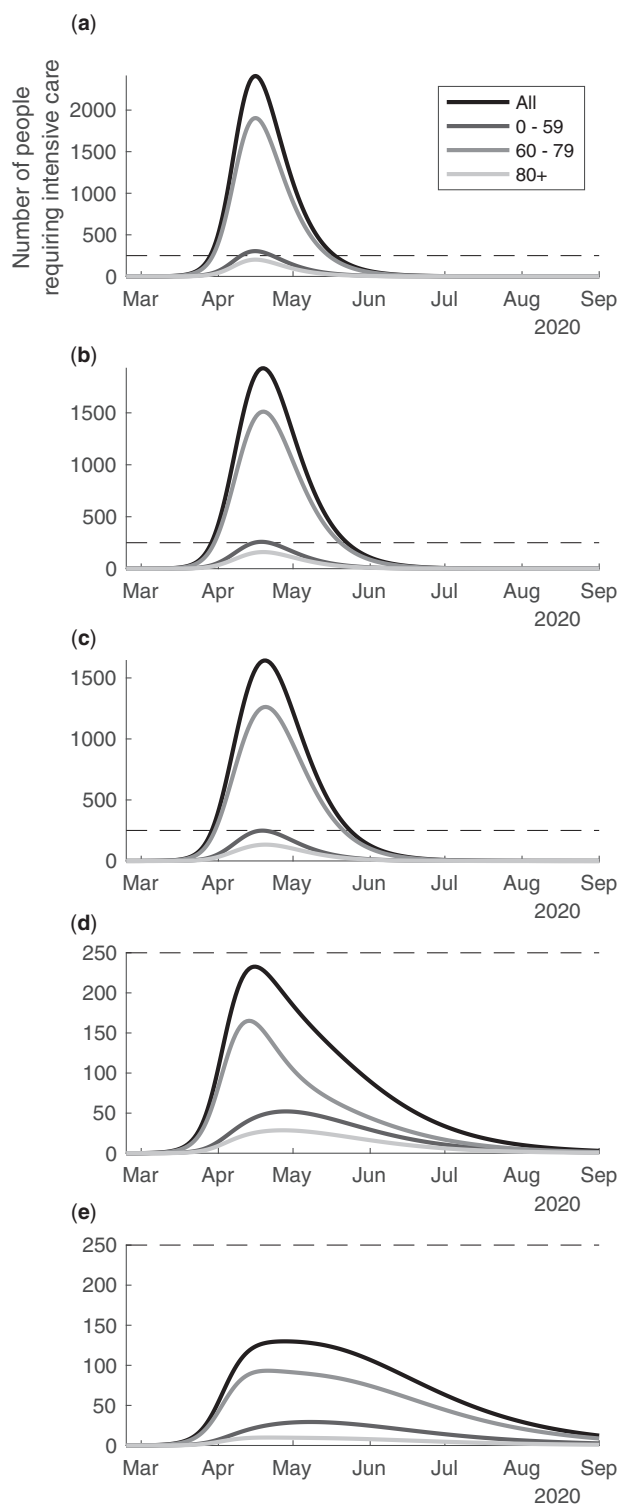 (a)
Number of people
requiring intensive care
2000
1500
1000
500
0
All
0 - 59
60 - 79
80+
Mar Apr May Jun Jul Aug Sep
2020
(b)
1500
1000
500
0
Mar Apr May Jun Jul Aug Sep
2020
(c)
1500
1000
500
0
Mar Apr May Jun Jul Aug Sep
2020
(d)
250
200
150
100
50
0
Mar Apr May Jun Jul Aug Sep
2020
(e)
250
200
150
100
50
0
Mar Apr May Jun Jul Aug Sep
2020